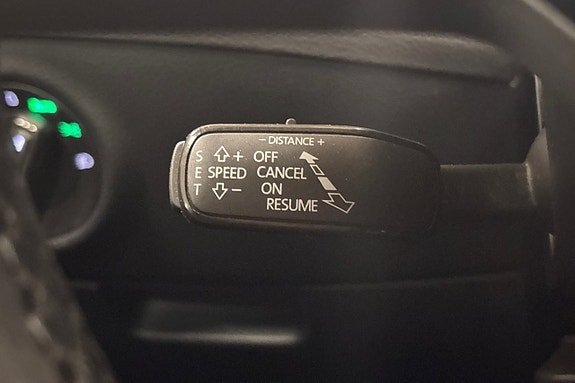 − DISTANCE +
S + OFF
E SPEED CANCEL
T − ON
RESUME